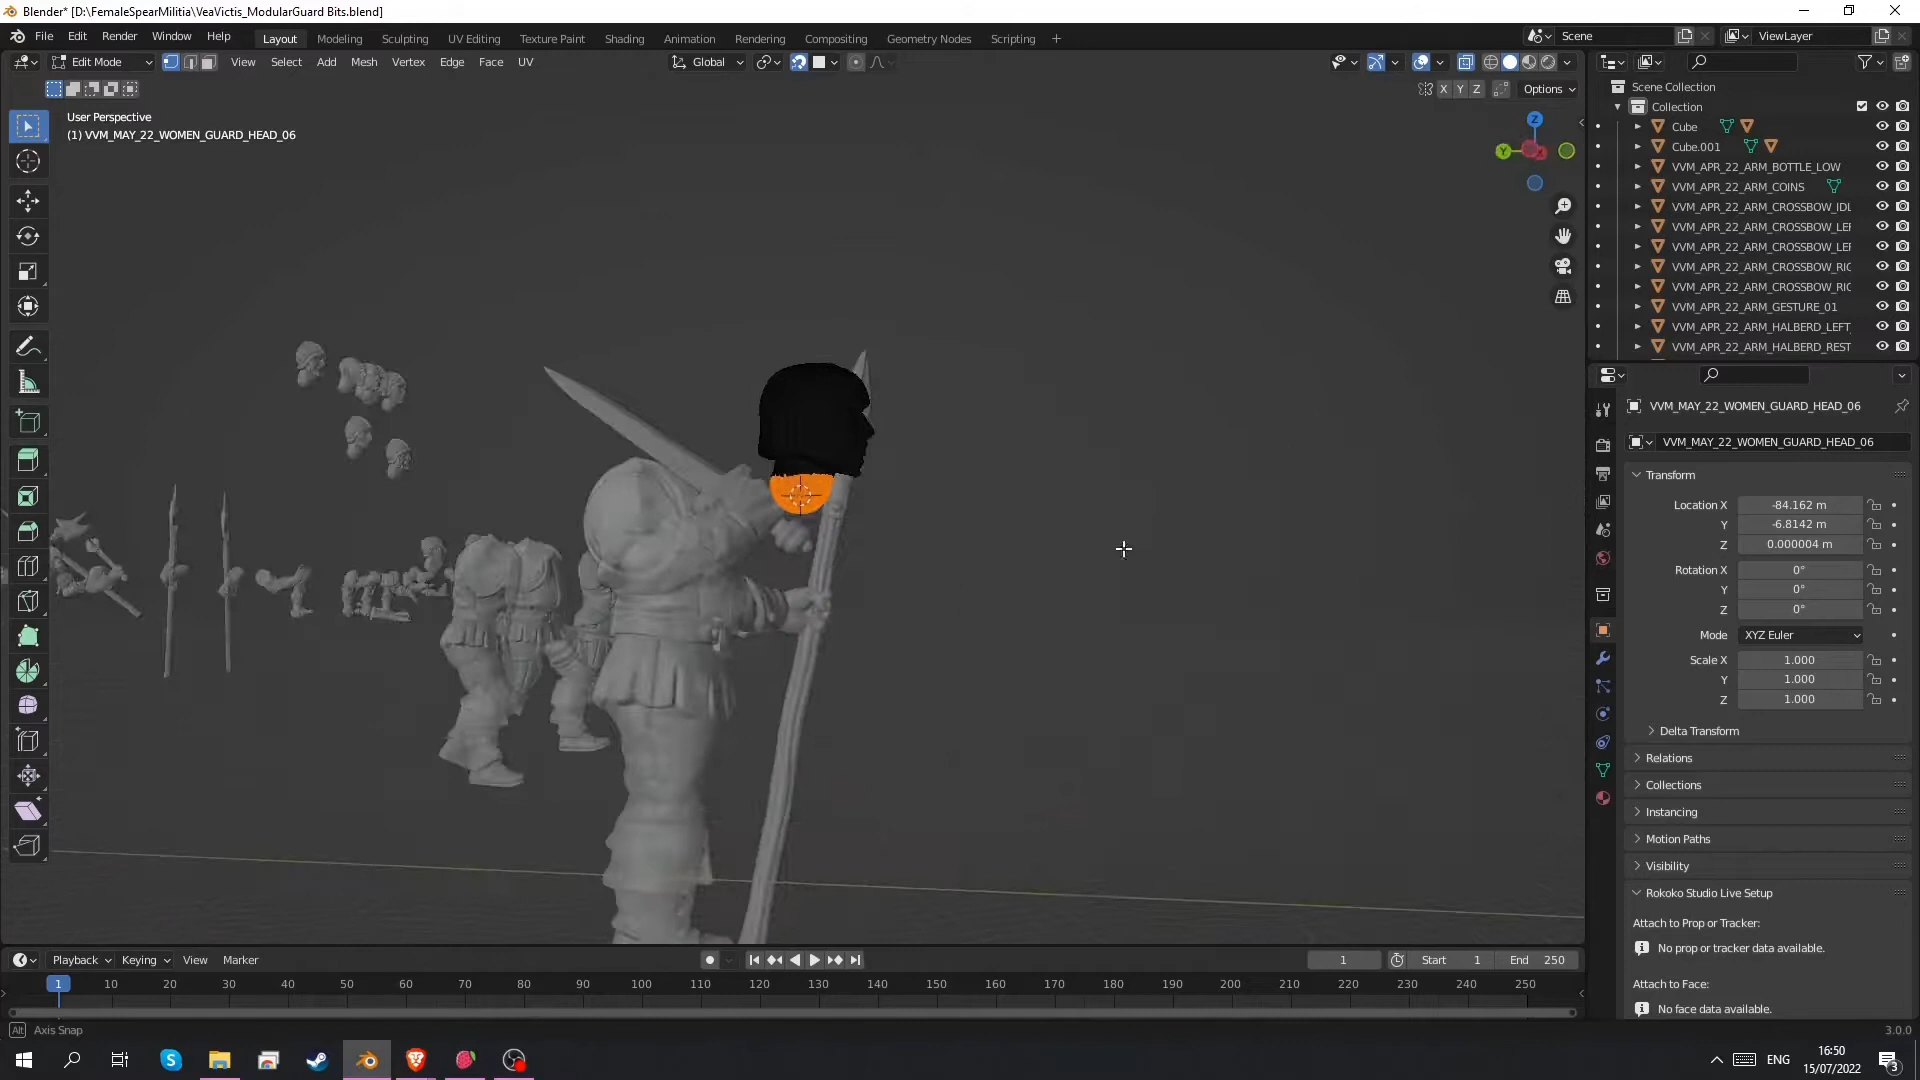 Blender* [D:\FemaleSpearMilitia\VeaVictis_ModularGuard Bits.blend]
File Edit Render Window Help Layout Modeling Sculpting UV Editing Texture Paint Shading Animation Rendering Compositing Geometry Nodes Scripting + Scene ViewLayer
Edit Mode View Select Add Mesh Vertex Edge Face UV Global
X Y Z Options
User Perspective
(1) VVM_MAY_22_WOMEN_GUARD_HEAD_06
Z
Y
X
Scene Collection
Collection
Cube
Cube.001
VVM_APR_22_ARM_BOTTLE_LOW
VVM_APR_22_ARM_COINS
VVM_APR_22_ARM_CROSSBOW_IDL
VVM_APR_22_ARM_CROSSBOW_LEF
VVM_APR_22_ARM_CROSSBOW_LEF
VVM_APR_22_ARM_CROSSBOW_RIC
VVM_APR_22_ARM_CROSSBOW_RIC
VVM_APR_22_ARM_GESTURE_01
VVM_APR_22_ARM_HALBERD_LEFT_
VVM_APR_22_ARM_HALBERD_REST
VVM_MAY_22_WOMEN_GUARD_HEAD_06
VVM_MAY_22_WOMEN_GUARD_HEAD_06
Transform
Location X -84.162 m
Y -6.8142 m
Z 0.000004 m
Rotation X 0°
Y 0°
Z 0°
Mode XYZ Euler
Scale X 1.000
Y 1.000
Z 1.000
Delta Transform
Relations
Collections
Instancing
Motion Paths
Visibility
Rokoko Studio Live Setup
Attach to Prop or Tracker:
No prop or tracker data available.
Attach to Face:
No face data available.
Playback Keying View Marker 1 Start 1 End 250
1 10 20 30 40 50 60 70 80 90 100 110 120 130 140 150 160 170 180 190 200 210 220 230 240 250
Alt Axis Snap 3.0.0
ENG 16:50
15/07/2022 3